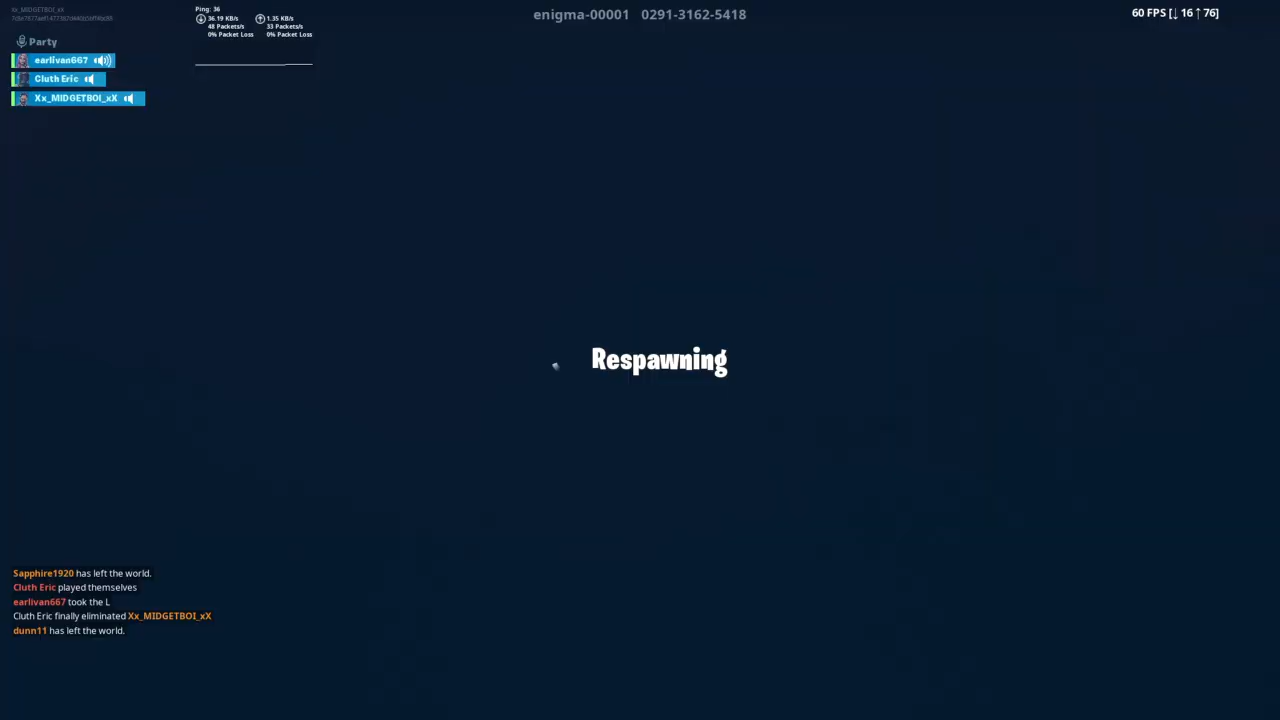 Xx_MIDGETBOI_xX
Ping: 36
36.19 KB/s
1.35 KB/s
48 Packets/s
33 Packets/s
0% Packet Loss
0% Packet Loss
enigma-00001 0291-3162-5418
60 FPS [↓ 16 ↑ 76]
Party
earlivan667
Cluth Eric
Xx_MIDGETBOI_xX
Respawning
Sapphire1920 has left the world.
Cluth Eric played themselves
earlivan667 took the L
Cluth Eric finally eliminated Xx_MIDGETBOI_xX
dunn11 has left the world.